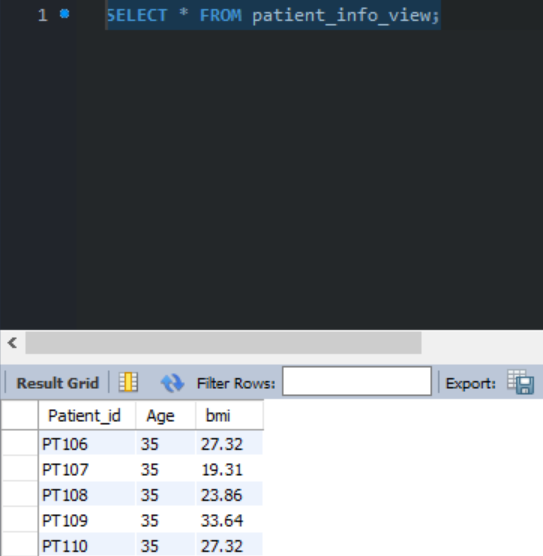 1 SELECT * FROM patient_info_view;
Result Grid Filter Rows: Export:
Patient_id Age bmi
PT106 35 27.32
PT107 35 19.31
PT108 35 23.86
PT109 35 33.64
PT110 35 27.32